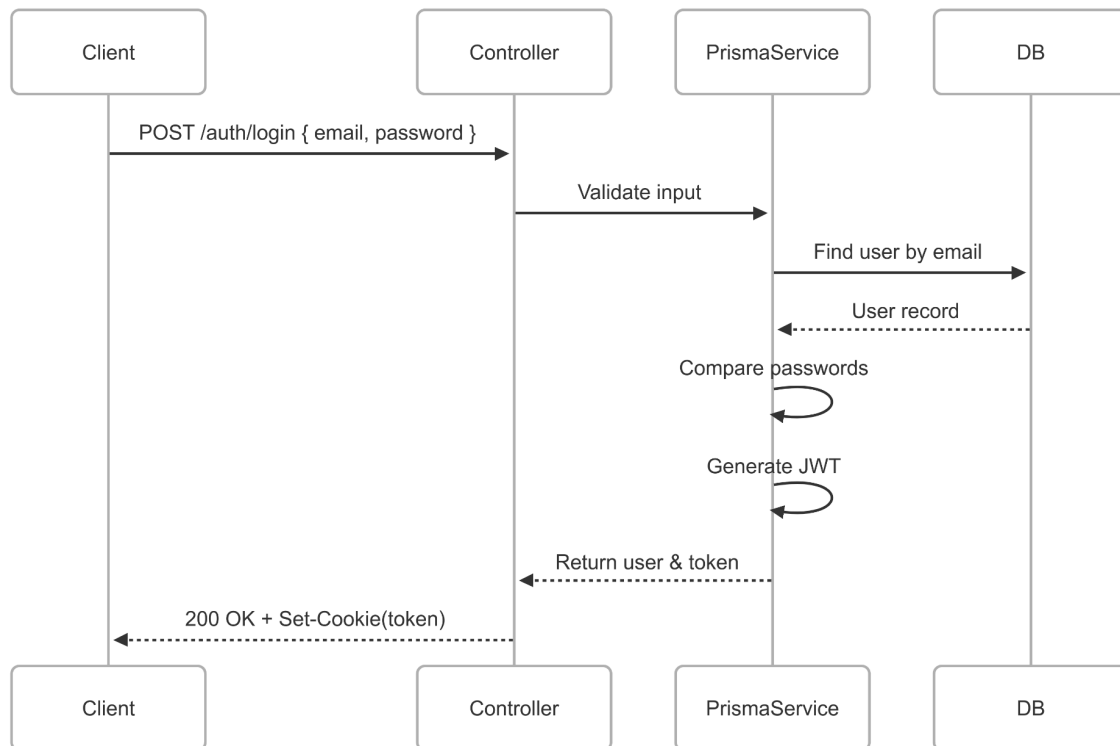 Client
Controller
PrismaService
DB
POST /auth/login { email, password }
Validate input
Find user by email
User record
Compare passwords
Generate JWT
Return user & token
200 OK + Set-Cookie(token)
Client
Controller
PrismaService
DB